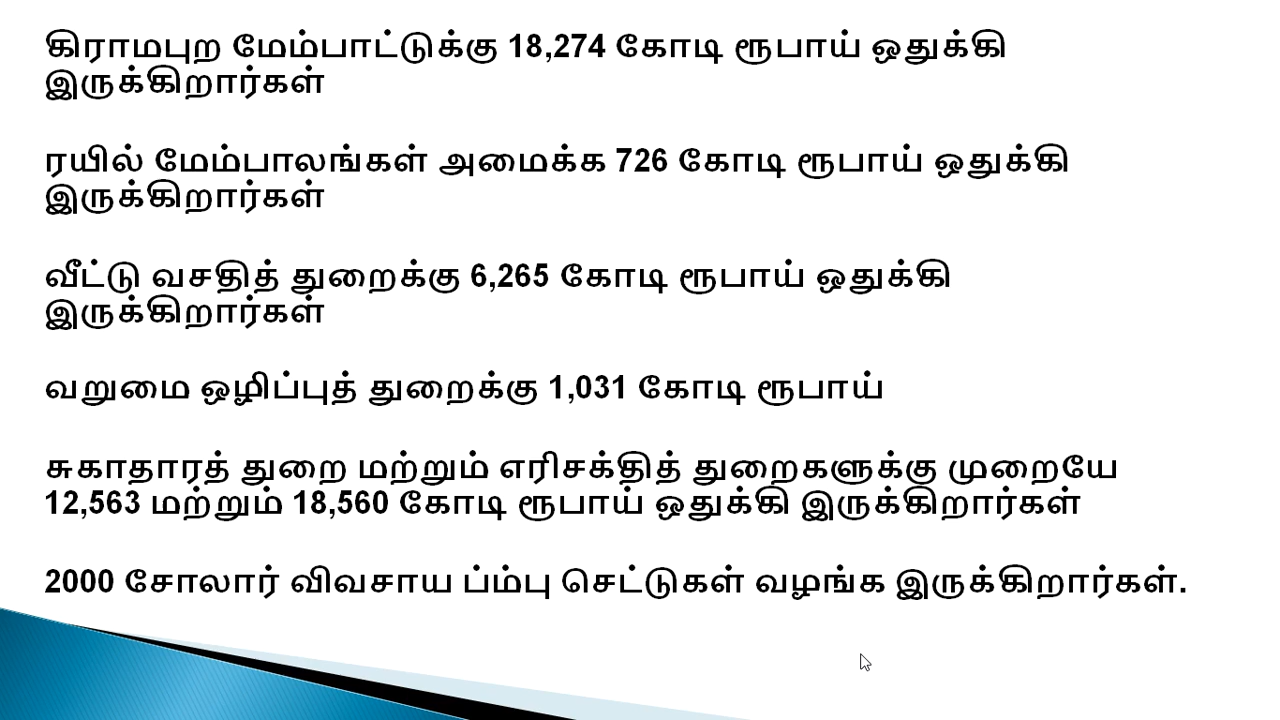 கிராமபுற மேம்பாட்டுக்கு 18,274 கோடி ரூபாய் ஒதுக்கி
இருக்கிறார்கள்
ரயில் மேம்பாலங்கள் அமைக்க 726 கோடி ரூபாய் ஒதுக்கி
இருக்கிறார்கள்
வீட்டு வசதித் துறைக்கு 6,265 கோடி ரூபாய் ஒதுக்கி
இருக்கிறார்கள்
வறுமை ஒழிப்புத் துறைக்கு 1,031 கோடி ரூபாய்
சுகாதாரத் துறை மற்றும் எரிசக்தித் துறைகளுக்கு முறையே
12,563 மற்றும் 18,560 கோடி ரூபாய் ஒதுக்கி இருக்கிறார்கள்
2000 சோலார் விவசாய ப்ம்பு செட்டுகள் வழங்க இருக்கிறார்கள்.